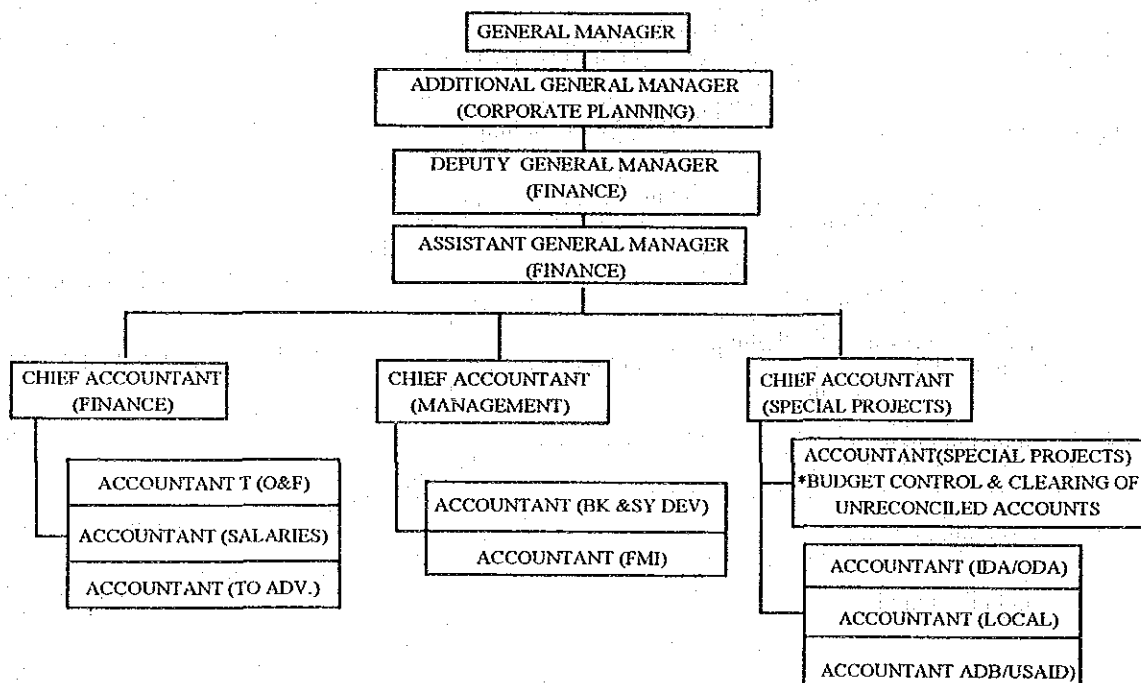 GENERAL MANAGER
ADDITIONAL GENERAL MANAGER
(CORPORATE PLANNING)
DEPUTY GENERAL MANAGER
(FINANCE)
ASSISTANT GENERAL MANAGER
(FINANCE)
CHIEF ACCOUNTANT
(FINANCE)
ACCOUNTANT T (O&F)
ACCOUNTANT (SALARIES)
ACCOUNTANT (TO ADV.)
CHIEF ACCOUNTANT
(MANAGEMENT)
ACCOUNTANT (BK &SY DEV)
ACCOUNTANT (FMI)
CHIEF ACCOUNTANT
(SPECIAL PROJECTS)
ACCOUNTANT(SPECIAL PROJECTS)
*BUDGET CONTROL & CLEARING OF
UNRECONCILED ACCOUNTS
ACCOUNTANT (IDA/ODA)
ACCOUNTANT (LOCAL)
ACCOUNTANT ADB/USAID)